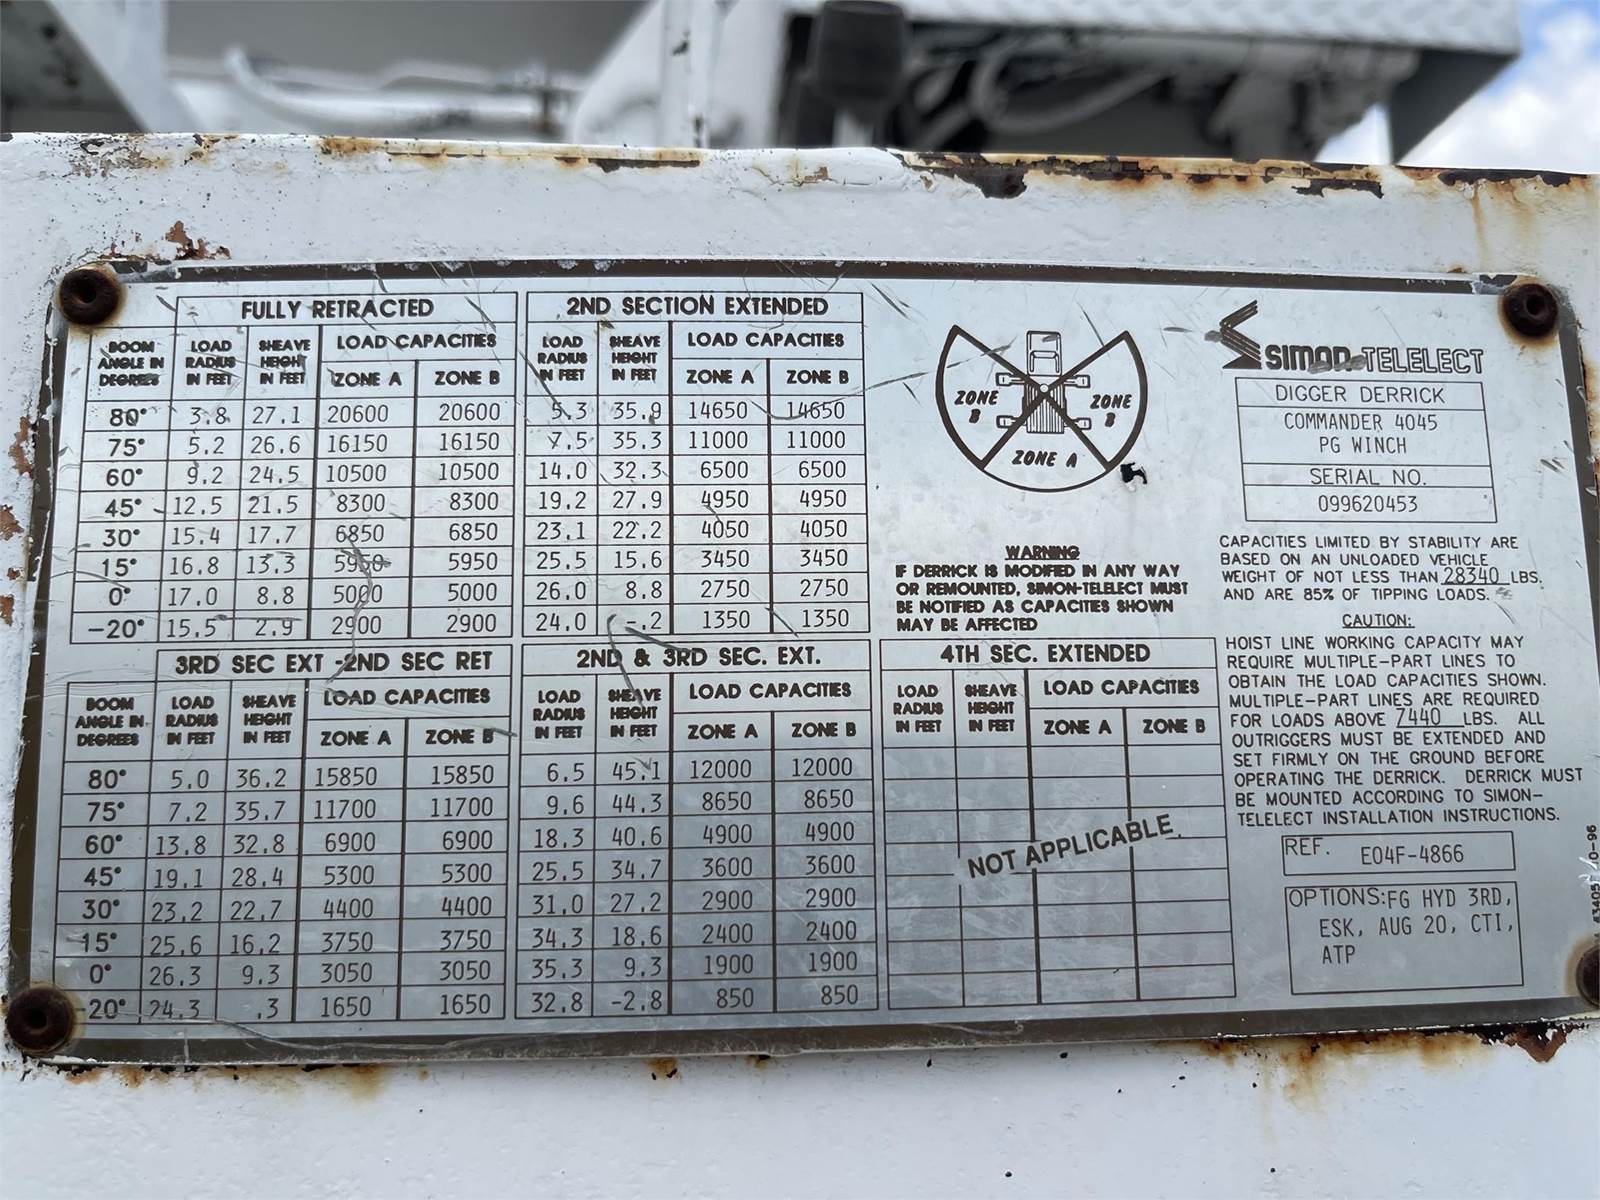 FULLY RETRACTED
BOOM ANGLE IN DEGREES LOAD RADIUS IN FEET SHEAVE HEIGHT IN FEET LOAD CAPACITIES
ZONE A ZONE B
80° 3.8 27.1 20600 20600
75° 5.2 26.6 16150 16150
60° 9.2 24.5 10500 10500
45° 12.5 21.5 8300 8300
30° 15.4 17.7 6850 6850
15° 16.8 13.3 5950 5950
0° 17.0 8.8 5000 5000
-20° 15.5 2.9 2900 2900
2ND SECTION EXTENDED
LOAD RADIUS IN FEET SHEAVE HEIGHT IN FEET LOAD CAPACITIES
ZONE A ZONE B
5.3 35.9 14650 14650
7.5 35.3 11000 11000
14.0 32.3 6500 6500
19.2 27.9 4950 4950
23.1 22.2 4050 4050
25.5 15.6 3450 3450
26.0 8.8 2750 2750
24.0 -.2 1350 1350
3RD SEC EXT -2ND SEC RET
BOOM ANGLE IN DEGREES LOAD RADIUS IN FEET SHEAVE HEIGHT IN FEET LOAD CAPACITIES
ZONE A ZONE B
80° 5.0 36.2 15850 15850
75° 7.2 35.7 11700 11700
60° 13.8 32.8 6900 6900
45° 19.1 28.4 5300 5300
30° 23.2 22.7 4400 4400
15° 25.6 16.2 3750 3750
0° 26.3 9.3 3050 3050
-20° 24.3 .3 1650 1650
2ND & 3RD SEC. EXT.
LOAD RADIUS IN FEET SHEAVE HEIGHT IN FEET LOAD CAPACITIES
ZONE A ZONE B
6.5 45.1 12000 12000
9.6 44.3 8650 8650
18.3 40.6 4900 4900
25.5 34.7 3600 3600
31.0 27.2 2900 2900
34.3 18.6 2400 2400
35.3 9.3 1900 1900
32.8 -2.8 850 850
ZONE B
ZONE B
ZONE A
WARNING
IF DERRICK IS MODIFIED IN ANY WAY
OR REMOUNTED, SIMON-TELELECT MUST
BE NOTIFIED AS CAPACITIES SHOWN
MAY BE AFFECTED
4TH SEC. EXTENDED
LOAD RADIUS IN FEET SHEAVE HEIGHT IN FEET LOAD CAPACITIES
ZONE A ZONE B
NOT APPLICABLE.
SIMON-TELELECT
DIGGER DERRICK
COMMANDER 4045
PG WINCH
SERIAL NO.
099620453
CAPACITIES LIMITED BY STABILITY ARE
BASED ON AN UNLOADED VEHICLE
WEIGHT OF NOT LESS THAN 28340 LBS.
AND ARE 85% OF TIPPING LOADS.
CAUTION:
HOIST LINE WORKING CAPACITY MAY
REQUIRE MULTIPLE-PART LINES TO
OBTAIN THE LOAD CAPACITIES SHOWN.
MULTIPLE-PART LINES ARE REQUIRED
FOR LOADS ABOVE 7440 LBS. ALL
OUTRIGGERS MUST BE EXTENDED AND
SET FIRMLY ON THE GROUND BEFORE
OPERATING THE DERRICK. DERRICK MUST
BE MOUNTED ACCORDING TO SIMON-
TELELECT INSTALLATION INSTRUCTIONS.
REF. E04F-4866
OPTIONS:FG HYD 3RD,
ESK, AUG 20, CTI,
ATP